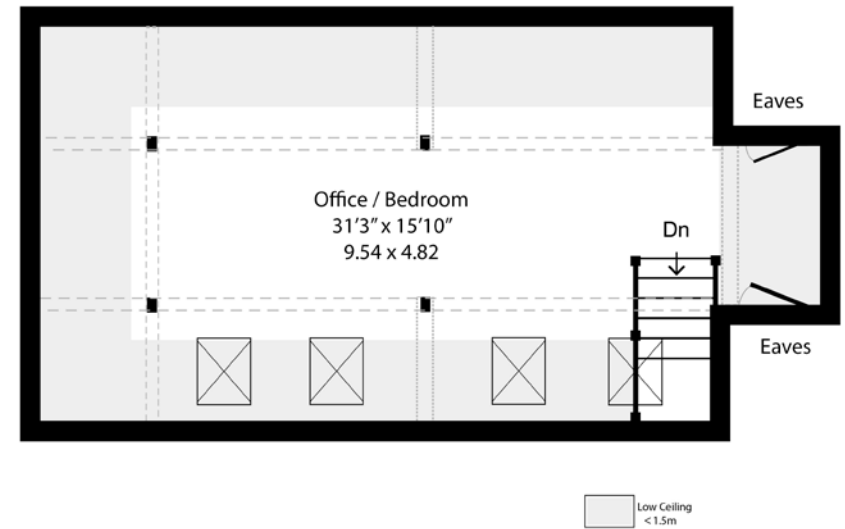 Eaves
Office / Bedroom
31’3” x 15’10”
9.54 x 4.82
Dn
Eaves
Low Ceiling
<1.5m